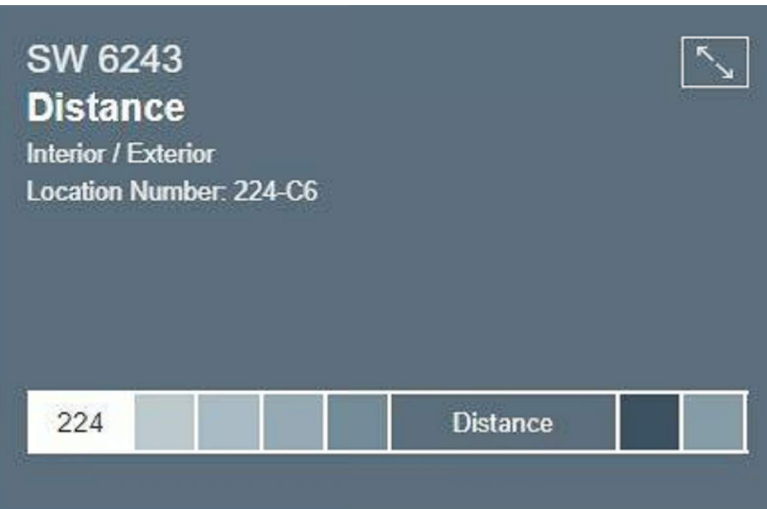 SW 6243
Distance
Interior / Exterior
Location Number: 224-C6
224
Distance